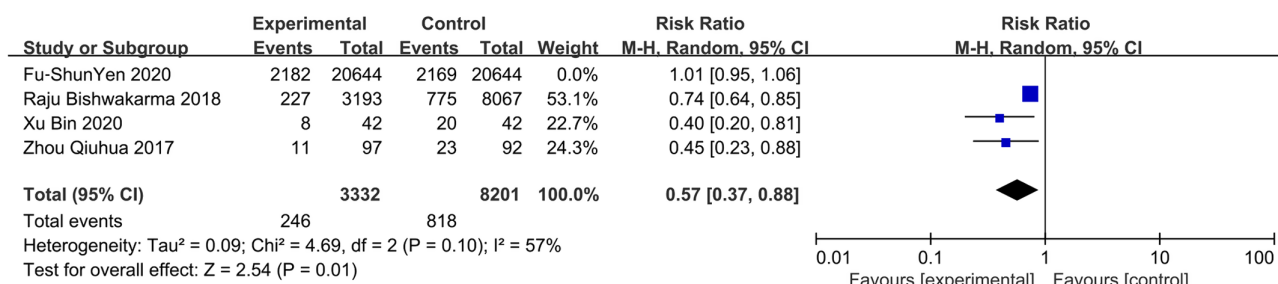 Experimental Control Risk Ratio Risk Ratio
Study or Subgroup Events Total Events Total Weight M-H, Random, 95% CI M-H, Random, 95% CI
Fu-ShunYen 2020 2182 20644 2169 20644 0.0% 1.01 [0.95, 1.06]
Raju Bishwakarma 2018 227 3193 775 8067 53.1% 0.74 [0.64, 0.85]
Xu Bin 2020 8 42 20 42 22.7% 0.40 [0.20, 0.81]
Zhou Qiuhua 2017 11 97 23 92 24.3% 0.45 [0.23, 0.88]
Total (95% CI) 3332 8201 100.0% 0.57 [0.37, 0.88]
Total events 246 818
Heterogeneity: Tau² = 0.09; Chi² = 4.69, df = 2 (P = 0.10); I² = 57%
Test for overall effect: Z = 2.54 (P = 0.01)
0.01 0.1 1 10 100
Favours [experimental] Favours [control]